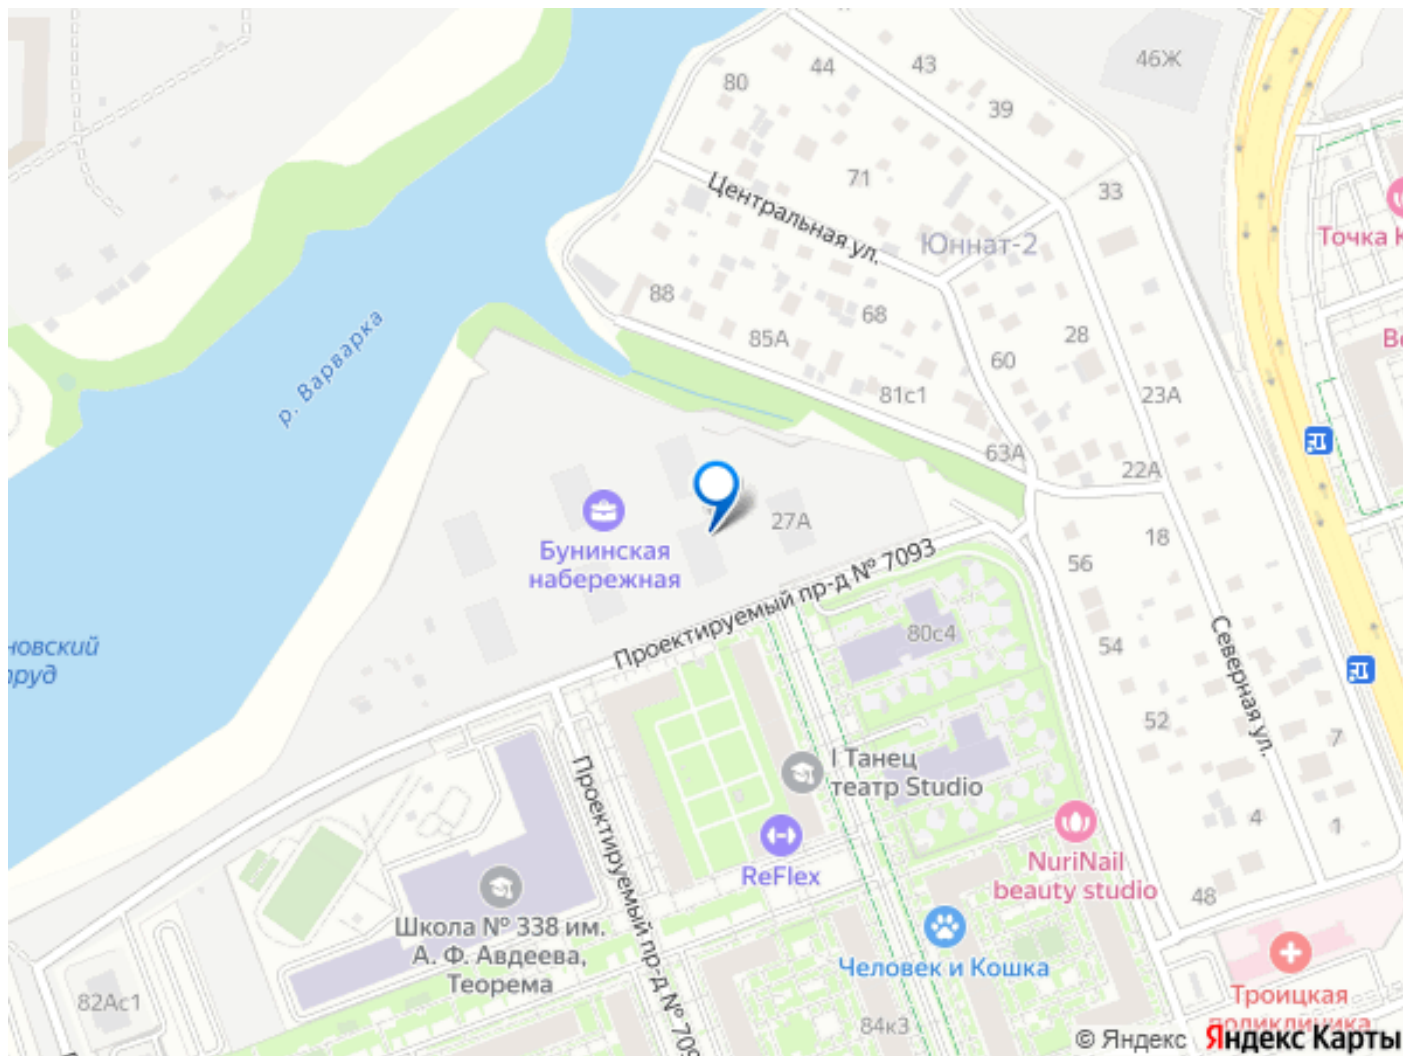 46Ж
43
44
80
39
71
33
Центральная ул.
Юннат-2
Точка К
88
68
85А
28
60
р. Варварка
81с1
23А
63А
22А
27А
Бунинская
набережная
18
56
Проектируемый пр-д № 7093
80с4
54
Северная ул.
новский
пруд
52
7
I Танец
театр Studio
Проектируемый пр-д № 709
4
1
NuriNail
beauty studio
ReFlex
48
Школа № 338 им.
А. Ф. Авдеева,
Теорема
Человек и Кошка
82Ас1
84к3
Троицкая
поликлиника
© Яндекс Яндекс Карты